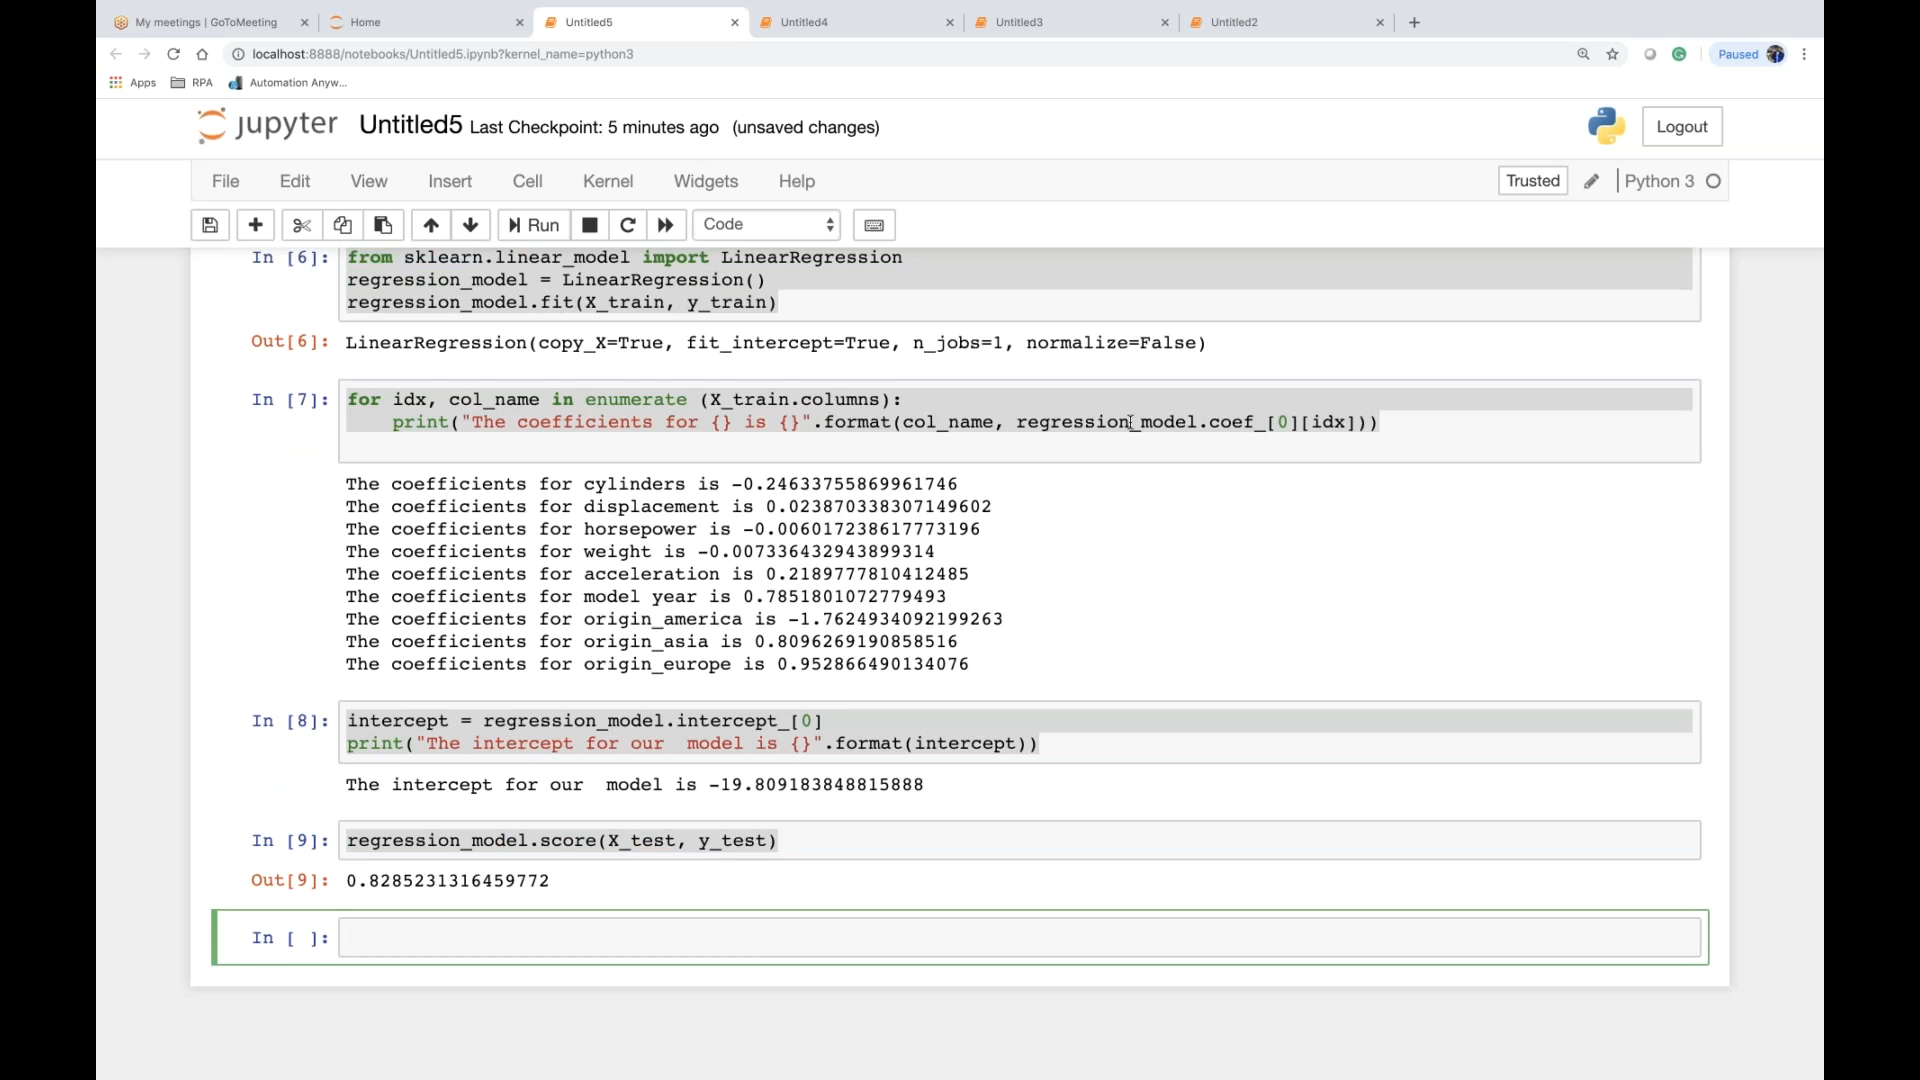 My meetings | GoToMeeting
Home
Untitled5
Untitled4
Untitled3
Untitled2
localhost:8888/notebooks/Untitled5.ipynb?kernel_name=python3
Paused
Apps
RPA
Automation Anyw...
jupyter Untitled5 Last Checkpoint: 5 minutes ago (unsaved changes)
Logout
File Edit View Insert Cell Kernel Widgets Help
Trusted
Python 3
Run
Code
In [6]: from sklearn.linear_model import LinearRegression
regression_model = LinearRegression()
regression_model.fit(X_train, y_train)
Out[6]: LinearRegression(copy_X=True, fit_intercept=True, n_jobs=1, normalize=False)
In [7]: for idx, col_name in enumerate (X_train.columns):
    print("The coefficients for {} is {}".format(col_name, regression_model.coef_[0][idx]))
The coefficients for cylinders is -0.24633755869961746
The coefficients for displacement is 0.023870338307149602
The coefficients for horsepower is -0.006017238617773196
The coefficients for weight is -0.007336432943899314
The coefficients for acceleration is 0.2189777810412485
The coefficients for model year is 0.7851801072779493
The coefficients for origin_america is -1.7624934092199263
The coefficients for origin_asia is 0.8096269190858516
The coefficients for origin_europe is 0.952866490134076
In [8]: intercept = regression_model.intercept_[0]
print("The intercept for our  model is {}".format(intercept))
The intercept for our  model is -19.809183848815888
In [9]: regression_model.score(X_test, y_test)
Out[9]: 0.8285231316459772
In [ ]: